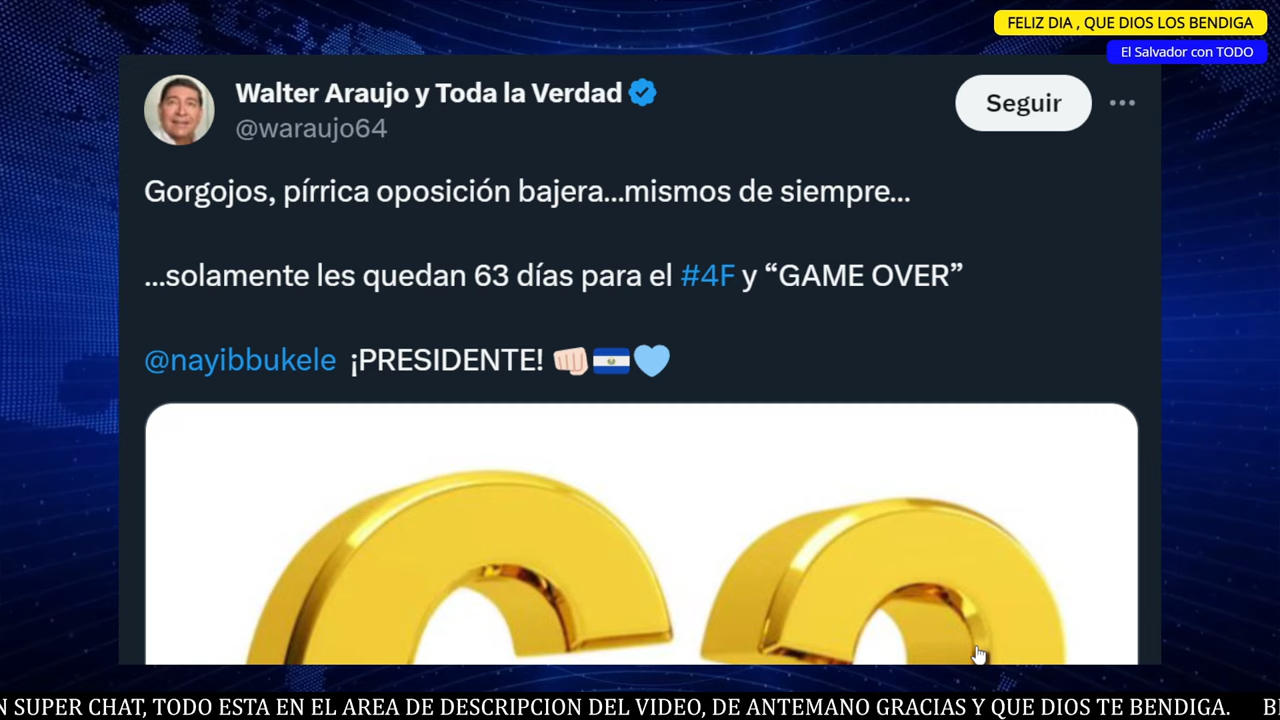 FELIZ DIA , QUE DIOS LOS BENDIGA
El Salvador con TODO
Walter Araujo y Toda la Verdad
@waraujo64
Seguir
Gorgojos, pírrica oposición bajera...mismos de siempre...
...solamente les quedan 63 días para el #4F y “GAME OVER”
@nayibbukele ¡PRESIDENTE! 👊🏻🇸🇻🩵
63
N SUPER CHAT, TODO ESTA EN EL AREA DE DESCRIPCION DEL VIDEO, DE ANTEMANO GRACIAS Y QUE DIOS TE BENDIGA. B